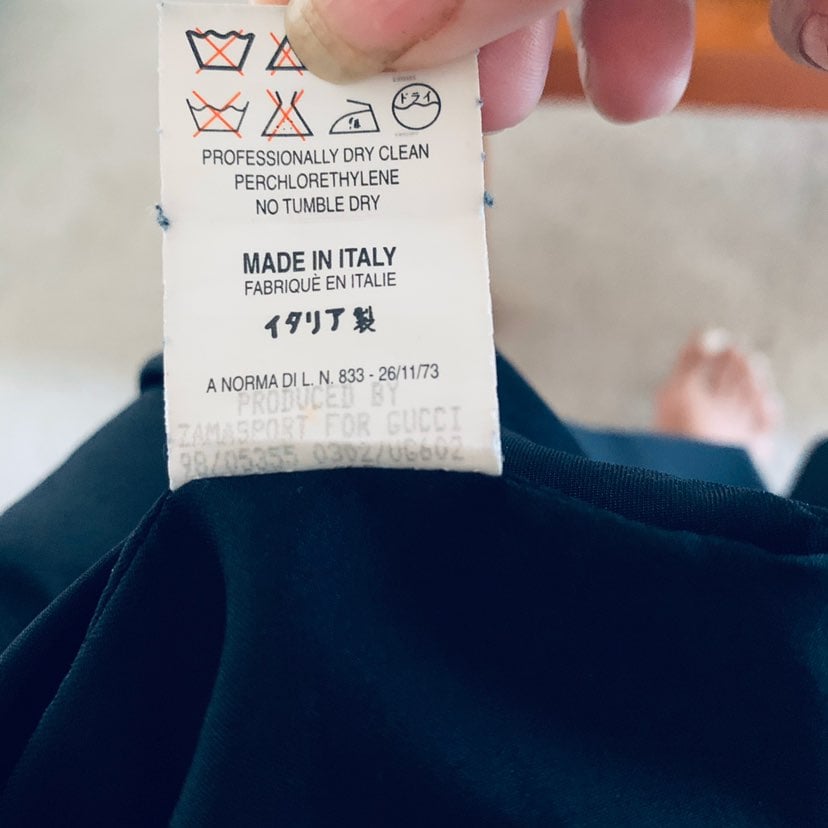 ドライ
PROFESSIONALLY DRY CLEAN
PERCHLORETHYLENE
NO TUMBLE DRY
MADE IN ITALY
FABRIQUÈ EN ITALIE
イタリア製
A NORMA DI L. N. 833 - 26/11/73
PRODUCED BY
ZAMASPORT FOR GUCCI
98/05355 0302/UG602